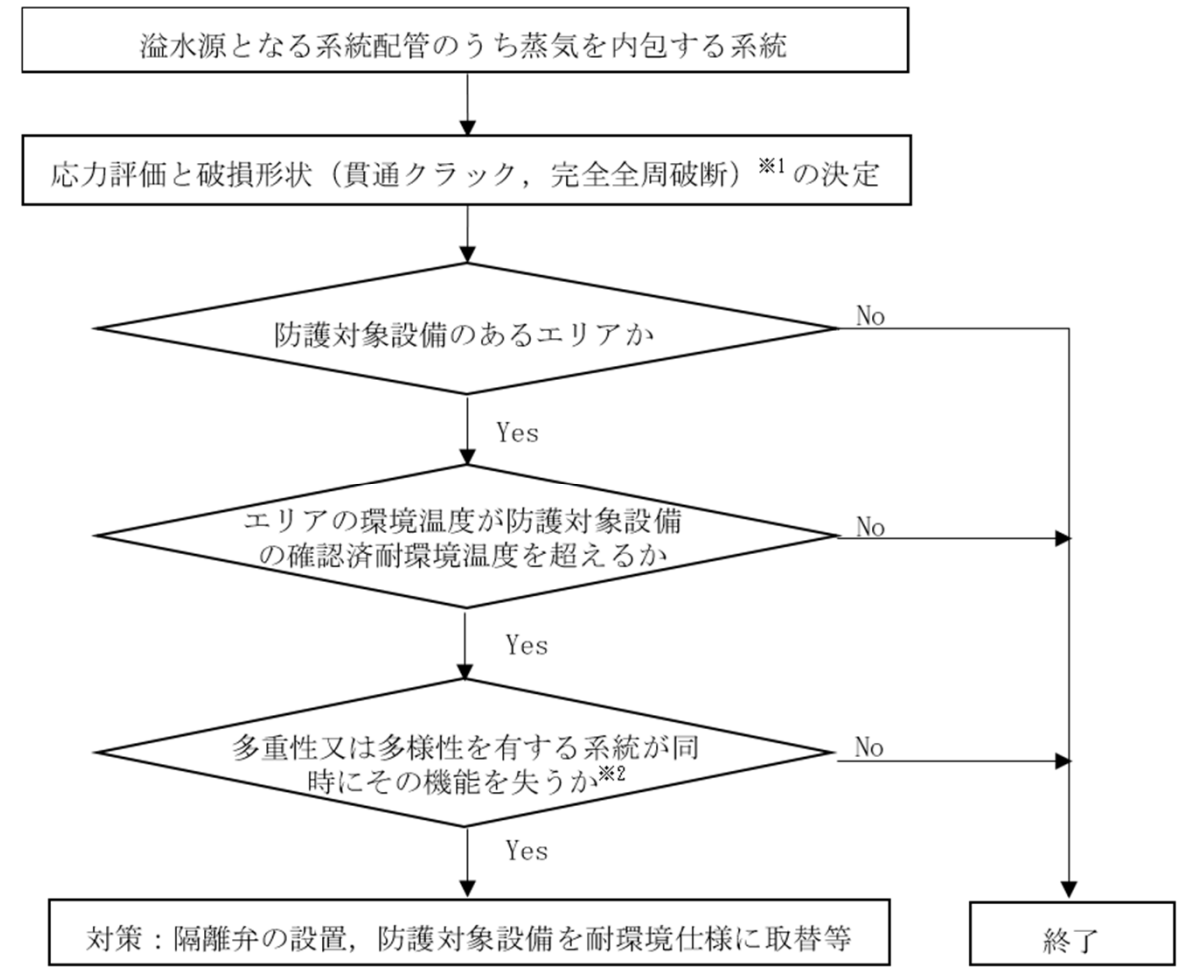 溢水源となる系統配管のうち蒸気を内包する系統
応力評価と破損形状（貫通クラック，完全全周破断）※1の決定
防護対象設備のあるエリアか
No
Yes
エリアの環境温度が防護対象設備
の確認済耐環境温度を超えるか
No
Yes
多重性又は多様性を有する系統が同
時にその機能を失うか※2
No
Yes
対策：隔離弁の設置，防護対象設備を耐環境仕様に取替等
終了